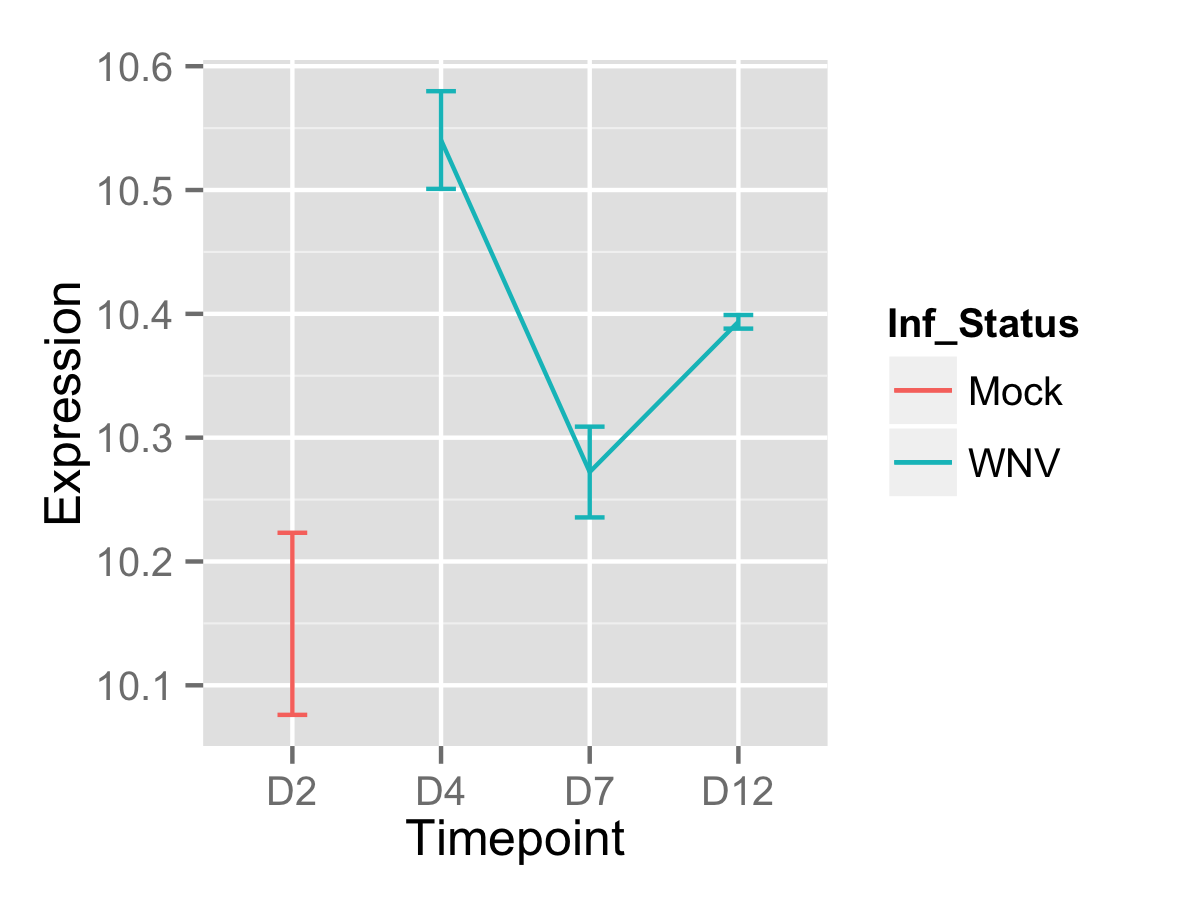 10.6
10.5
10.4
10.3
10.2
10.1
Expression
D2 D4 D7 D12
Timepoint
Inf_Status
Mock
WNV